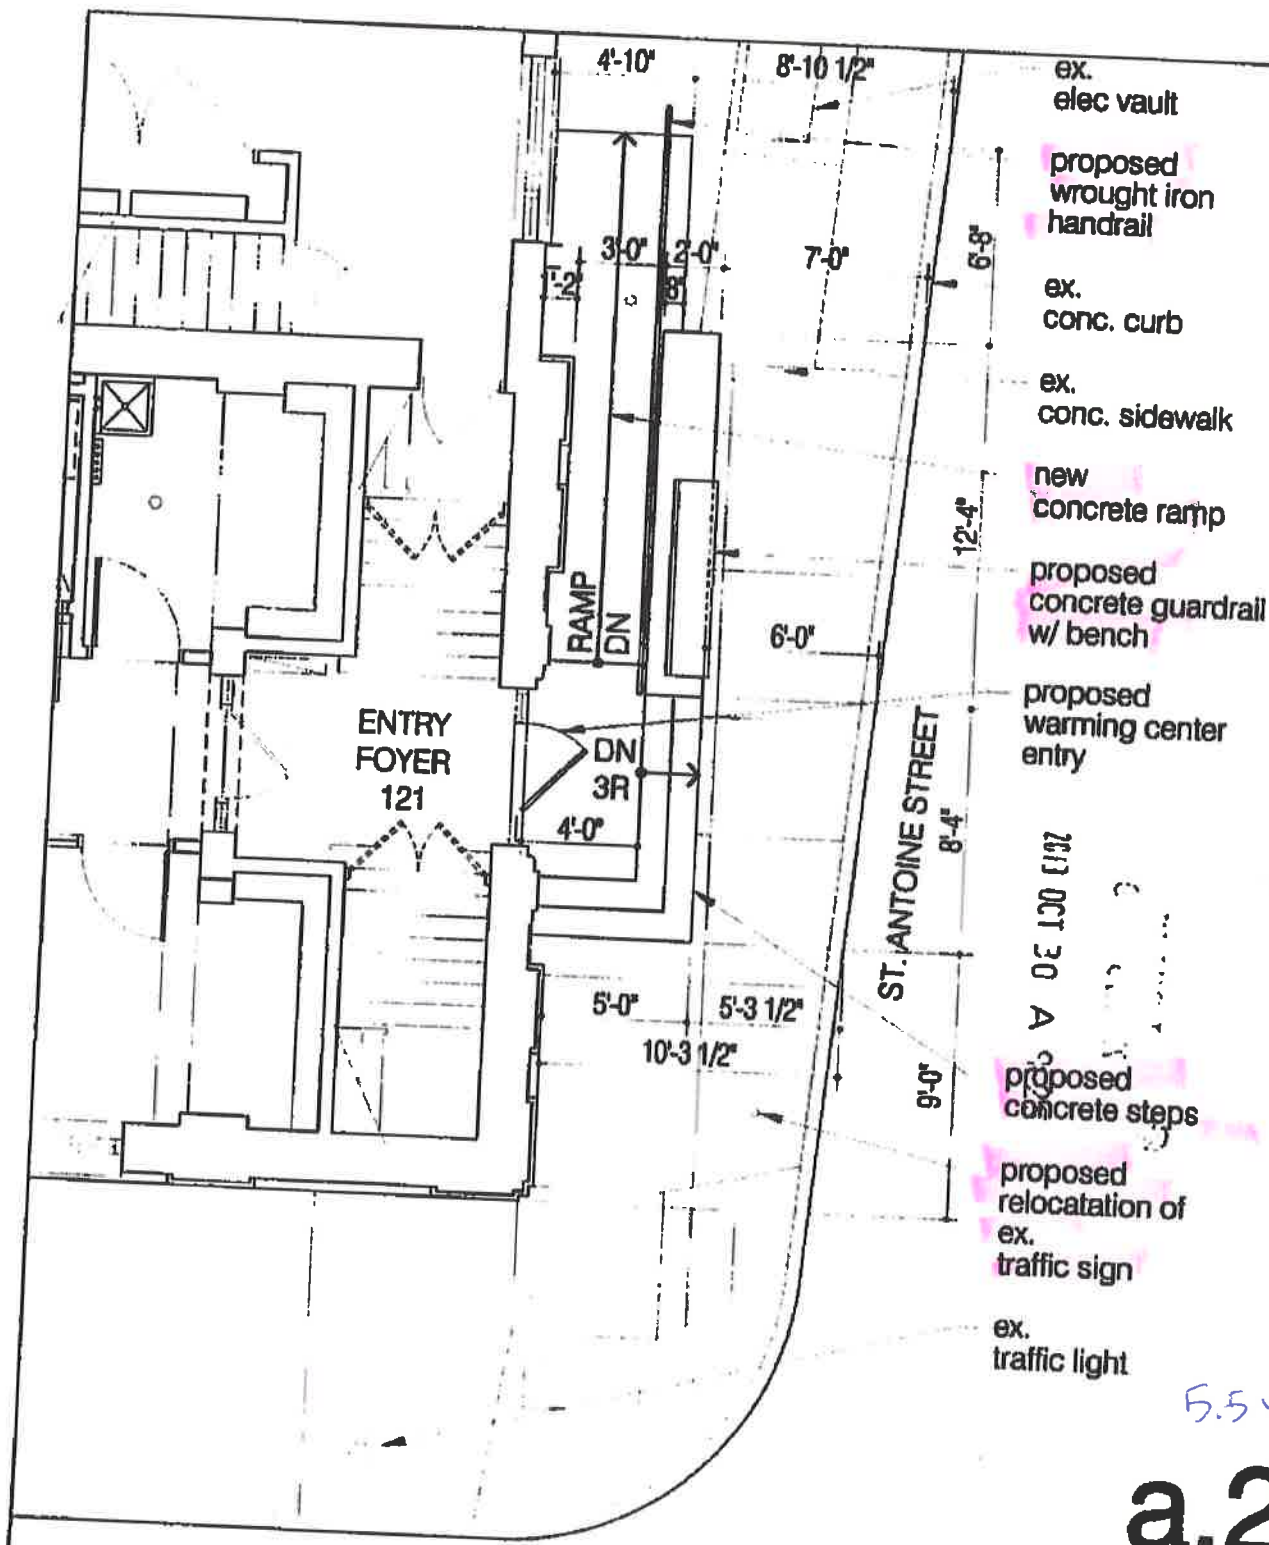 4'-10"
8'-10 1/2"
ex.
elec vault
proposed
wrought iron
handrail
3'-0"
2'-0"
7'-0"
6'-8"
8"
ex.
conc. curb
ex.
conc. sidewalk
new
concrete ramp
12'-4"
proposed
concrete guardrail
w/ bench
RAMP
DN
6'-0"
proposed
warming center
entry
ENTRY
FOYER
121
DN
3R
4'-0"
ST. ANTOINE STREET
8'-4"
OCT 30 A
5'-0"
5'-3 1/2"
10'-3 1/2"
9'-0"
proposed
concrete steps
proposed
relocatation of
ex.
traffic sign
ex.
traffic light
5.5
a.2